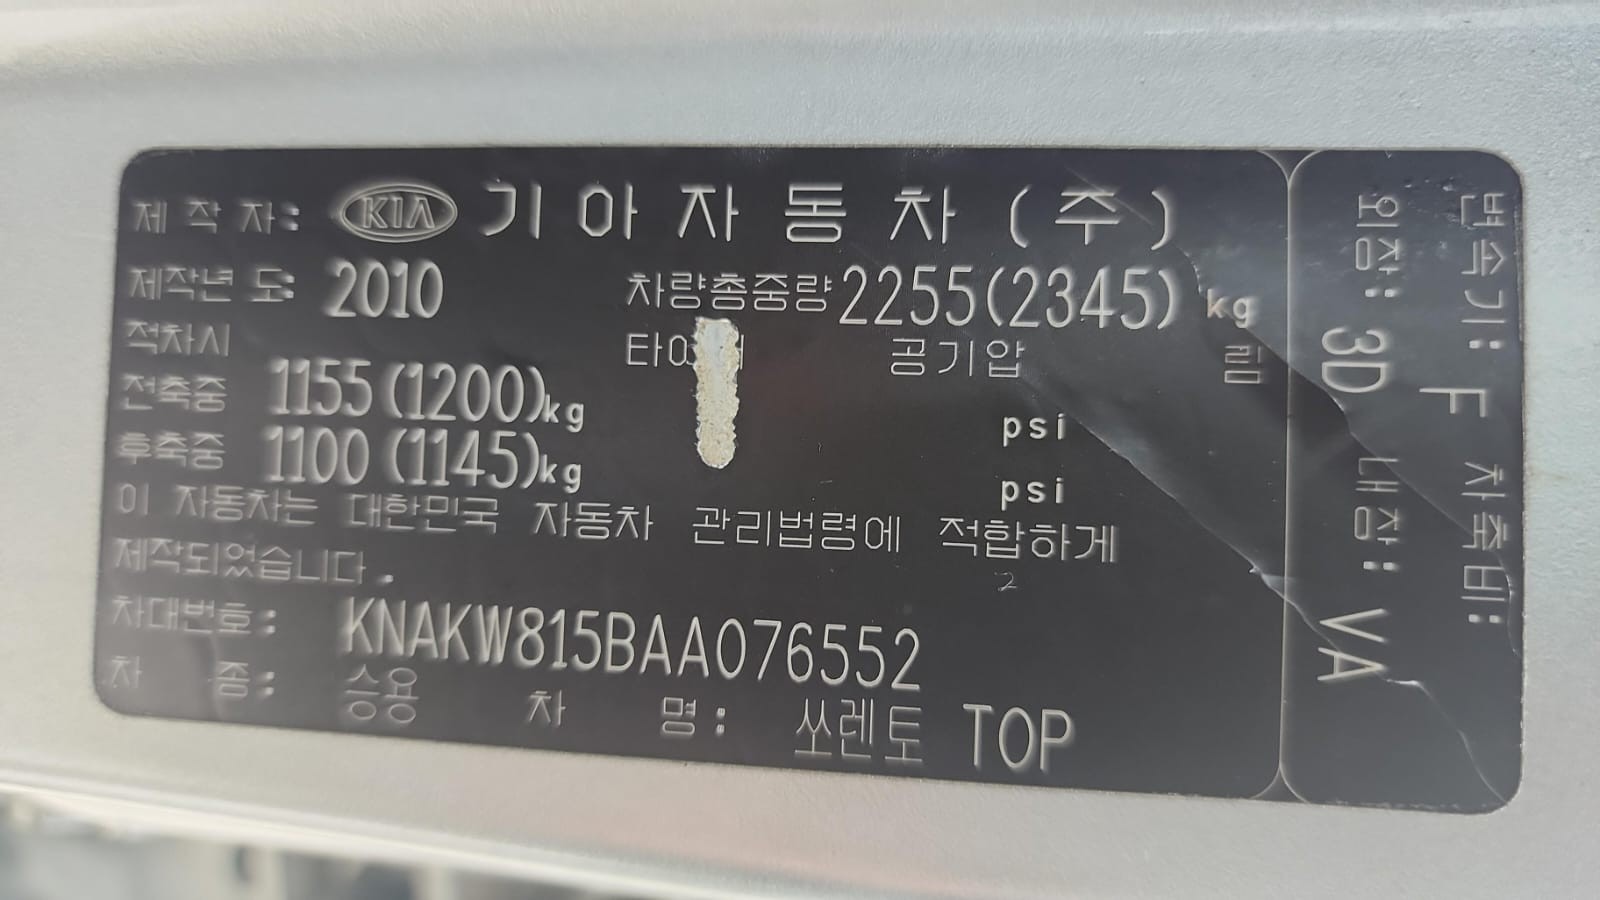 제 작 자: KIA 기 아 자 동 차 (주)
제작년 도: 2010 차량총중량 2255(2345) kg
적차시 공기압 림
전축중 1155(1200)kg psi
후축중 1100(1145)kg psi
이 자동차는 대한민국 자동차 관리법령에 적합하게
제작되었습니다.
차대번호: KNAKW815BAA076552
차 종: 승용 차 명: 쏘렌토 TOP
변속기: F 차축비:
외장: 3D 내장: VA